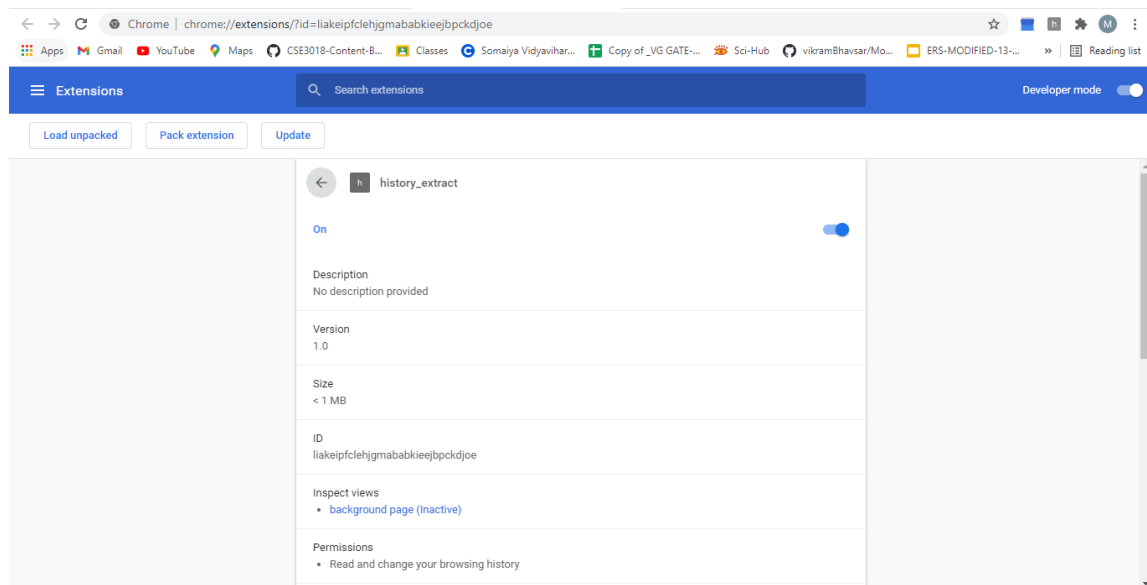 Chrome | chrome://extensions/?id=liakeipfclehjgmababkieejbpckdjoe h M
Apps Gmail YouTube Maps CSE3018-Content-B... Classes Somaiya Vidyavihar... Copy of _VG GATE-... Sci-Hub vikramBhavsar/Mo... ERS-MODIFIED-13-... » Reading list
Extensions Search extensions Developer mode
Load unpacked Pack extension Update
h history_extract
On
Description
No description provided
Version
1.0
Size
< 1 MB
ID
liakeipfclehjgmababkieejbpckdjoe
Inspect views
• background page (Inactive)
Permissions
• Read and change your browsing history